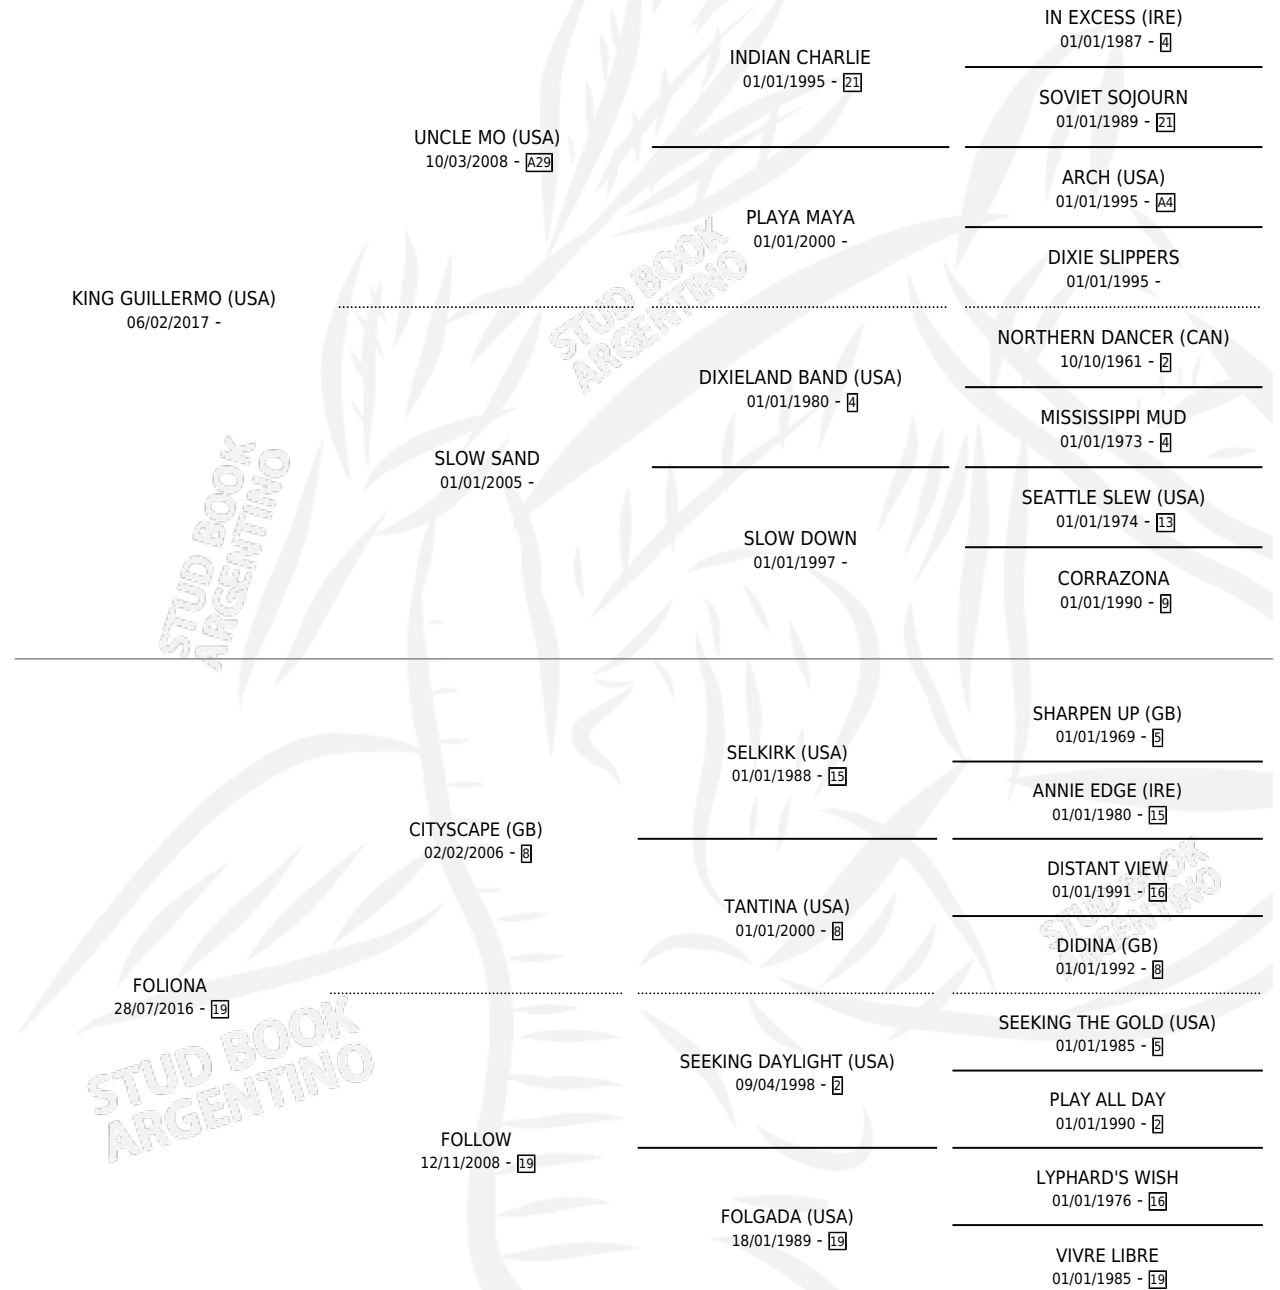 IN EXCESS (IRE)
01/01/1987 - 4
INDIAN CHARLIE
01/01/1995 - 21
SOVIET SOJOURN
01/01/1989 - 21
UNCLE MO (USA)
10/03/2008 - A29
ARCH (USA)
01/01/1995 - A4
PLAYA MAYA
01/01/2000 -
DIXIE SLIPPERS
01/01/1995 -
KING GUILLERMO (USA)
06/02/2017 -
NORTHERN DANCER (CAN)
10/10/1961 - 2
DIXIELAND BAND (USA)
01/01/1980 - 4
MISSISSIPPI MUD
01/01/1973 - 4
SLOW SAND
01/01/2005 -
SEATTLE SLEW (USA)
01/01/1974 - 13
SLOW DOWN
01/01/1997 -
CORRAZONA
01/01/1990 - 9
SHARPEN UP (GB)
01/01/1969 - 5
SELKIRK (USA)
01/01/1988 - 15
ANNIE EDGE (IRE)
01/01/1980 - 15
CITYSCAPE (GB)
02/02/2006 - 8
DISTANT VIEW
01/01/1991 - 16
TANTINA (USA)
01/01/2000 - 8
DIDINA (GB)
01/01/1992 - 8
FOLIONA
28/07/2016 - 19
SEEKING THE GOLD (USA)
01/01/1985 - 5
SEEKING DAYLIGHT (USA)
09/04/1998 - 2
PLAY ALL DAY
01/01/1990 - 2
FOLLOW
12/11/2008 - 19
LYPHARD'S WISH
01/01/1976 - 16
FOLGADA (USA)
18/01/1989 - 19
VIVRE LIBRE
01/01/1985 - 19
STUD BOOK
ARGENTINO
STUD BOOK
ARGENTINO
STUD BOOK
ARGENTINO
STUD BOOK
ARGENTINO